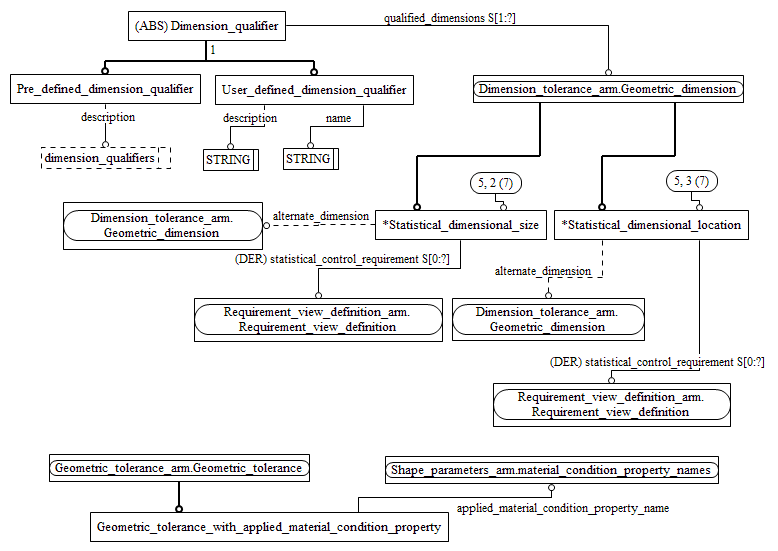 (ABS) Dimension_qualifier
qualified_dimensions S[1:?]
1
Pre_defined_dimension_qualifier
User_defined_dimension_qualifier
Dimension_tolerance_arm.Geometric_dimension
description
description
name
dimension_qualifiers
STRING
STRING
5, 2 (7)
5, 3 (7)
Dimension_tolerance_arm.
Geometric_dimension
alternate_dimension
*Statistical_dimensional_size
*Statistical_dimensional_location
(DER) statistical_control_requirement S[0:?]
alternate_dimension
Requirement_view_definition_arm.
Requirement_view_definition
Dimension_tolerance_arm.
Geometric_dimension
(DER) statistical_control_requirement S[0:?]
Requirement_view_definition_arm.
Requirement_view_definition
Geometric_tolerance_arm.Geometric_tolerance
Shape_parameters_arm.material_condition_property_names
applied_material_condition_property_name
Geometric_tolerance_with_applied_material_condition_property